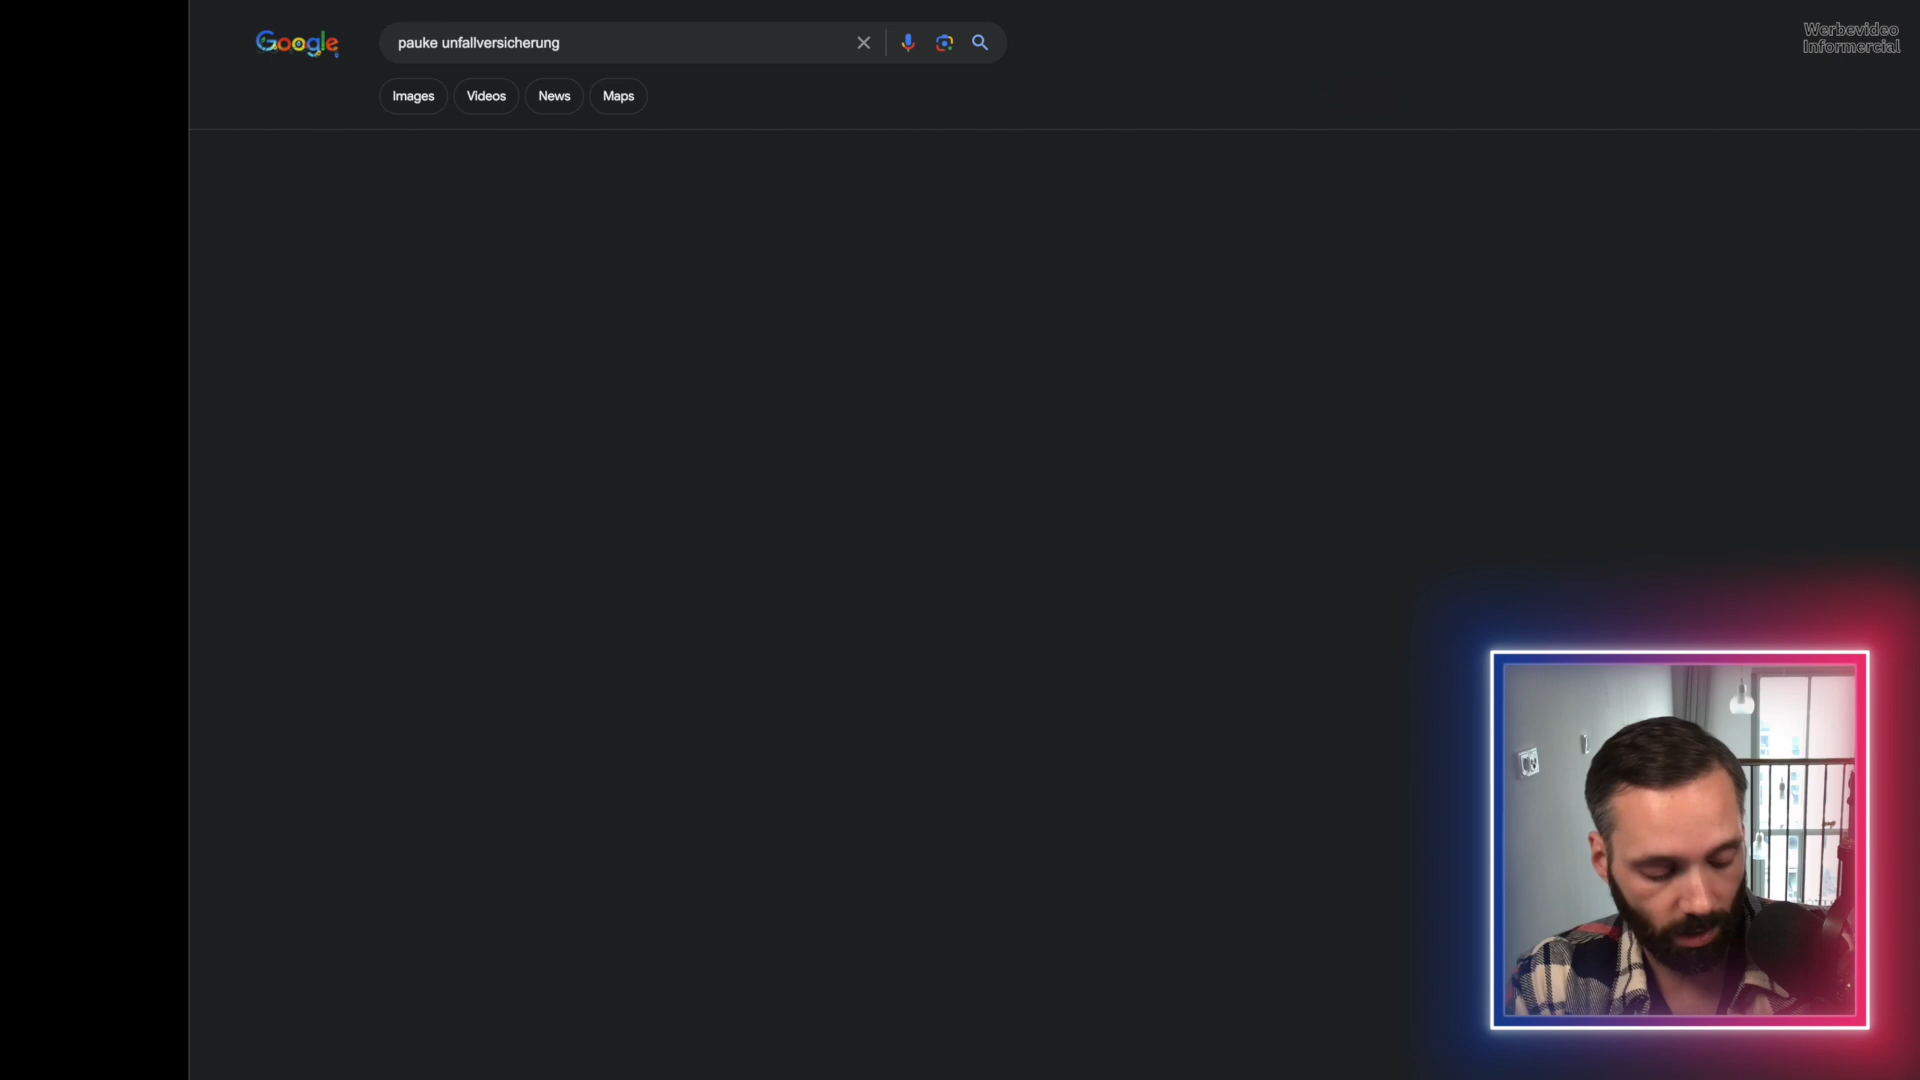 Google
pauke unfallversicherung
Werbevideo
Informercial
Images
Videos
News
Maps